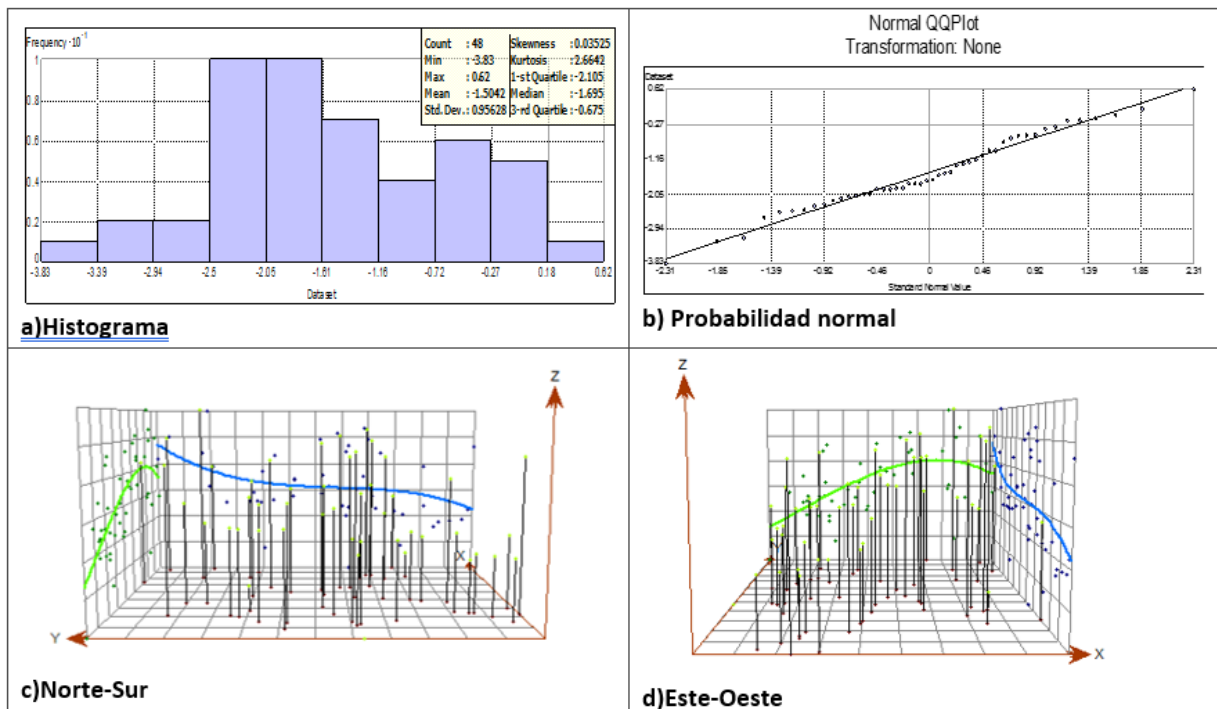 Frequency·10⁻¹
Count : 48 Skewness : 0.03525
Min : -3.83 Kurtosis : 2.6642
Max : 0.62 1-st Quartile : -2.105
Mean : -1.5042 Median : -1.695
Std. Dev. : 0.95628 3-rd Quartile : -0.675
1
0.8
0.6
0.4
0.2
0
-3.83 -3.39 -2.94 -2.5 -2.05 -1.61 -1.16 -0.72 -0.27 0.18 0.62
Dataset
a)Histograma
Normal QQPlot
Transformation: None
Dataset
0.62
-0.27
-1.16
-2.05
-2.94
-3.83
-2.31 -1.85 -1.39 -0.92 -0.46 0 0.46 0.92 1.39 1.85 2.31
Standard Normal Value
b) Probabilidad normal
Z
X
Y
c)Norte-Sur
Z
X
d)Este-Oeste